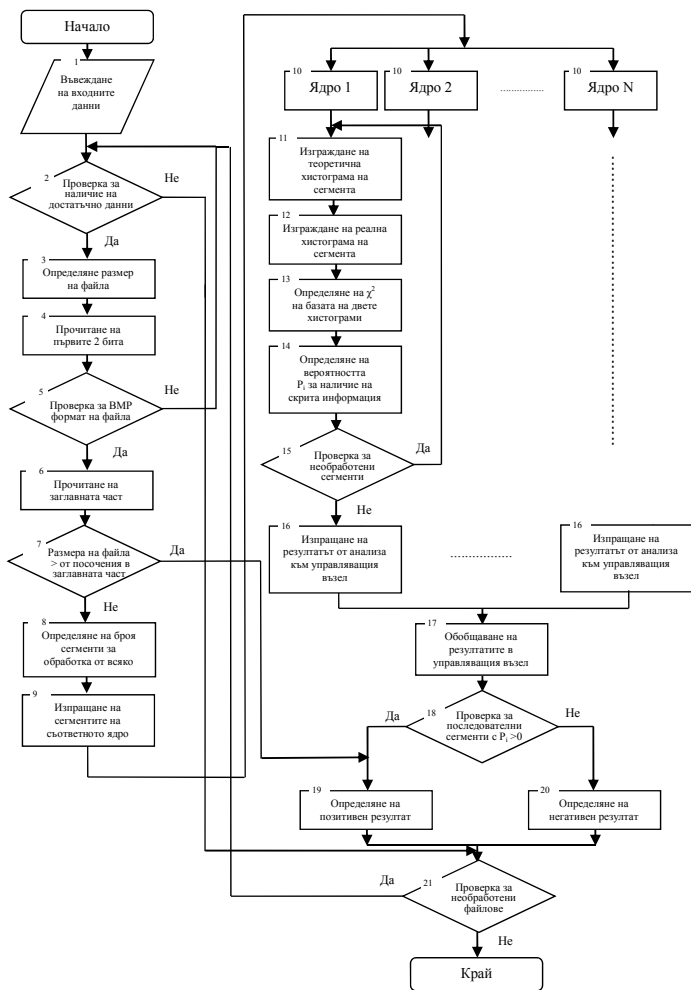 Начало
1
Въвеждане
на входните
данни
2
Проверка за
наличие на
достатъчно данни
Не
Да
3
Определяне размер
на файла
4
Прочитане на
първите 2 бита
5
Проверка за BMP
формат на файла
Не
Да
6
Прочитане на
заглавната част
7
Размера на файла
> от посочения в
заглавната част
Да
Не
8
Определяне на броя
сегменти за
обработка от всяко
9
Изпращане на
сегментите на
съответното ядро
10
Ядро 1
10
Ядро 2
10
Ядро N
11
Изграждане на
теоретична
хистограма на
сегмента
12
Изграждане на реална
хистограма на
сегмента
13
Определяне на χ²
на базата на двете
хистограми
14
Определяне на
вероятността
Pᵢ за наличие на
скрита информация
15
Проверка за
необработени
сегменти
Да
Не
16
Изпращане на
резултатът от анализа
към управляващия
възел
16
Изпращане на
резултатът от анализа
към управляващия
възел
17
Обобщаване на
резултатите в
управляващия възел
18
Проверка за
последователни
сегменти с Pᵢ >0
Да
Не
19
Определяне на
позитивен резултат
20
Определяне на
негативен резултат
21
Проверка за
необработени
файлове
Да
Не
Край